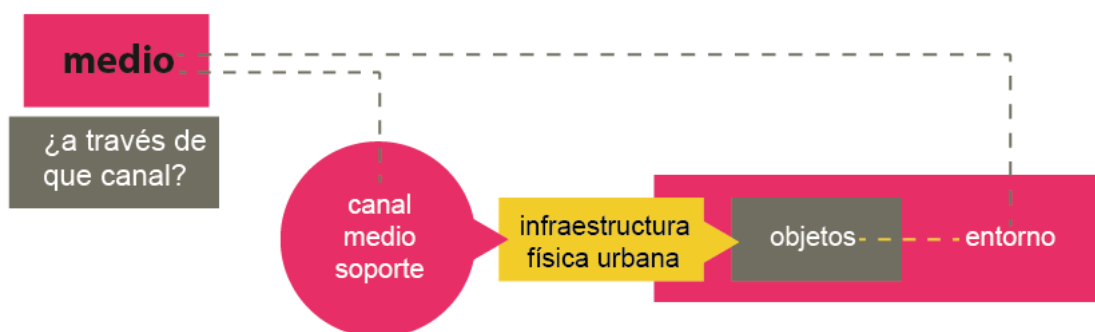 medio
¿a través de
que canal?
canal
medio
soporte
infraestructura
física urbana
objetos
entorno